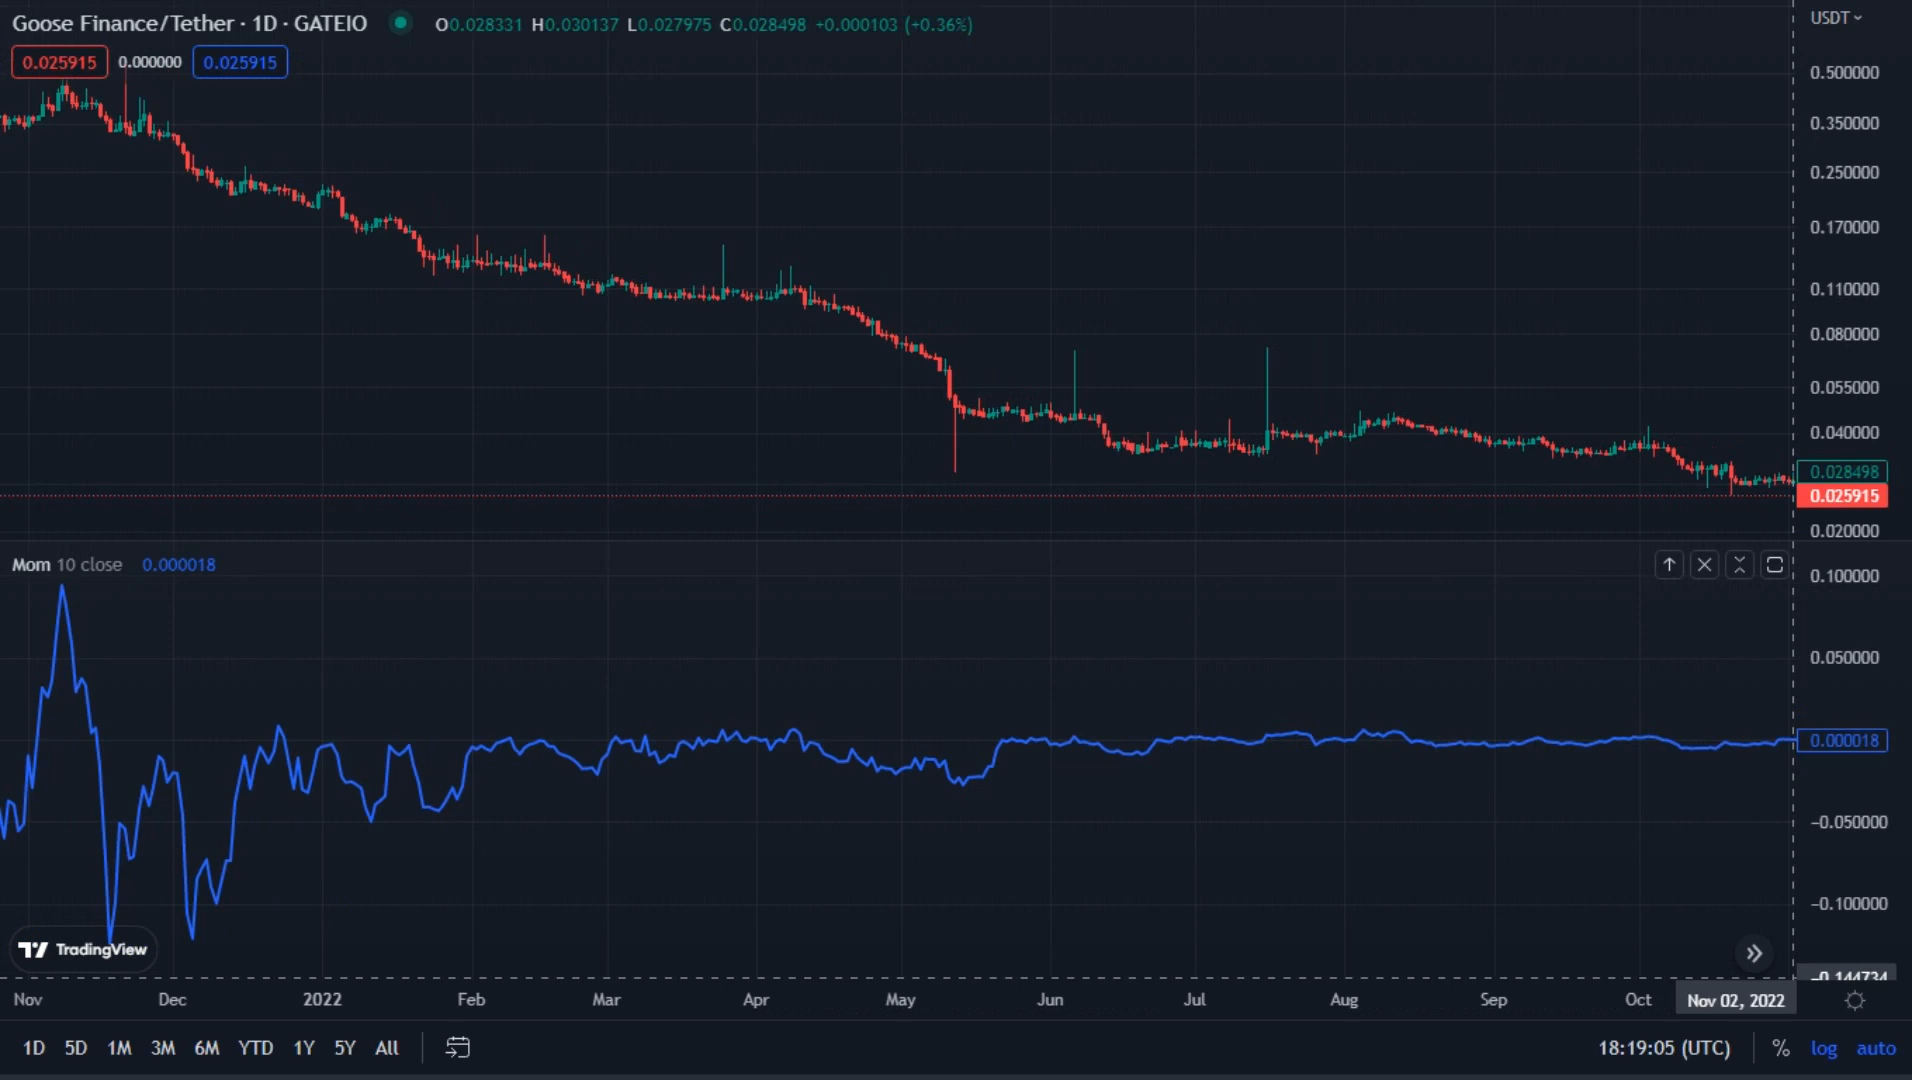 Goose Finance/Tether · 1D · GATEIO O0.028331 H0.030137 L0.027975 C0.028498 +0.000103 (+0.36%)
USDT
0.025915 0.000000 0.025915
0.500000
0.350000
0.250000
0.170000
0.110000
0.080000
0.055000
0.040000
0.028498
0.025915
0.020000
Mom 10 close 0.000018
0.100000
0.050000
0.000018
−0.050000
−0.100000
TradingView
−0.144734
Nov Dec 2022 Feb Mar Apr May Jun Jul Aug Sep Oct Nov 02, 2022
1D 5D 1M 3M 6M YTD 1Y 5Y All 18:19:05 (UTC) % log auto